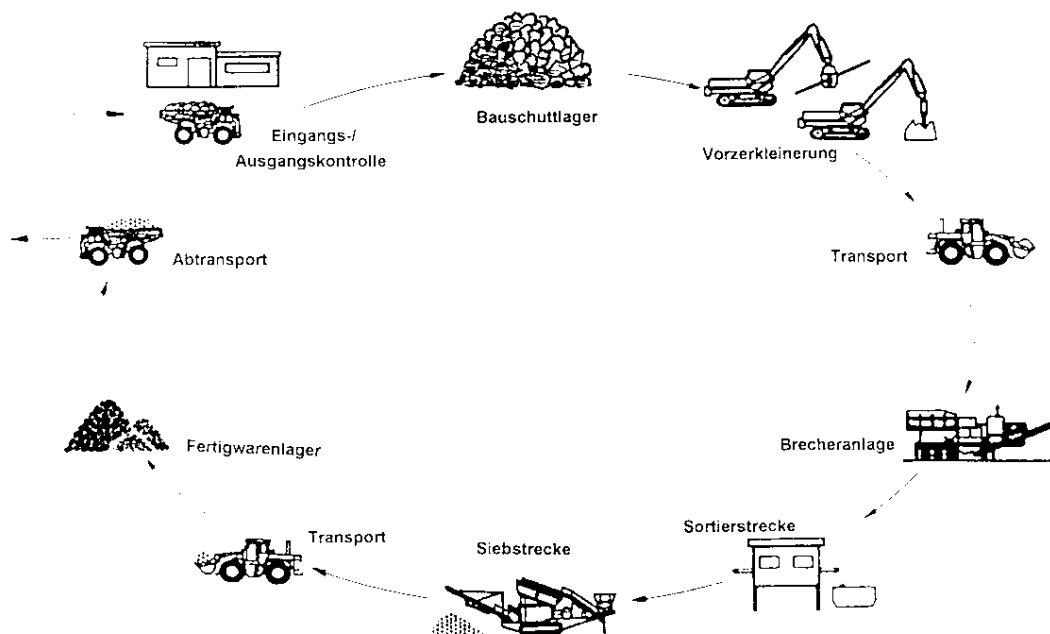 Eingangs-/
Ausgangskontrolle
Bauschuttlager
Vorzerkleinerung
Transport
Brecheranlage
Sortierstrecke
Siebstrecke
Transport
Fertigwarenlager
Abtransport